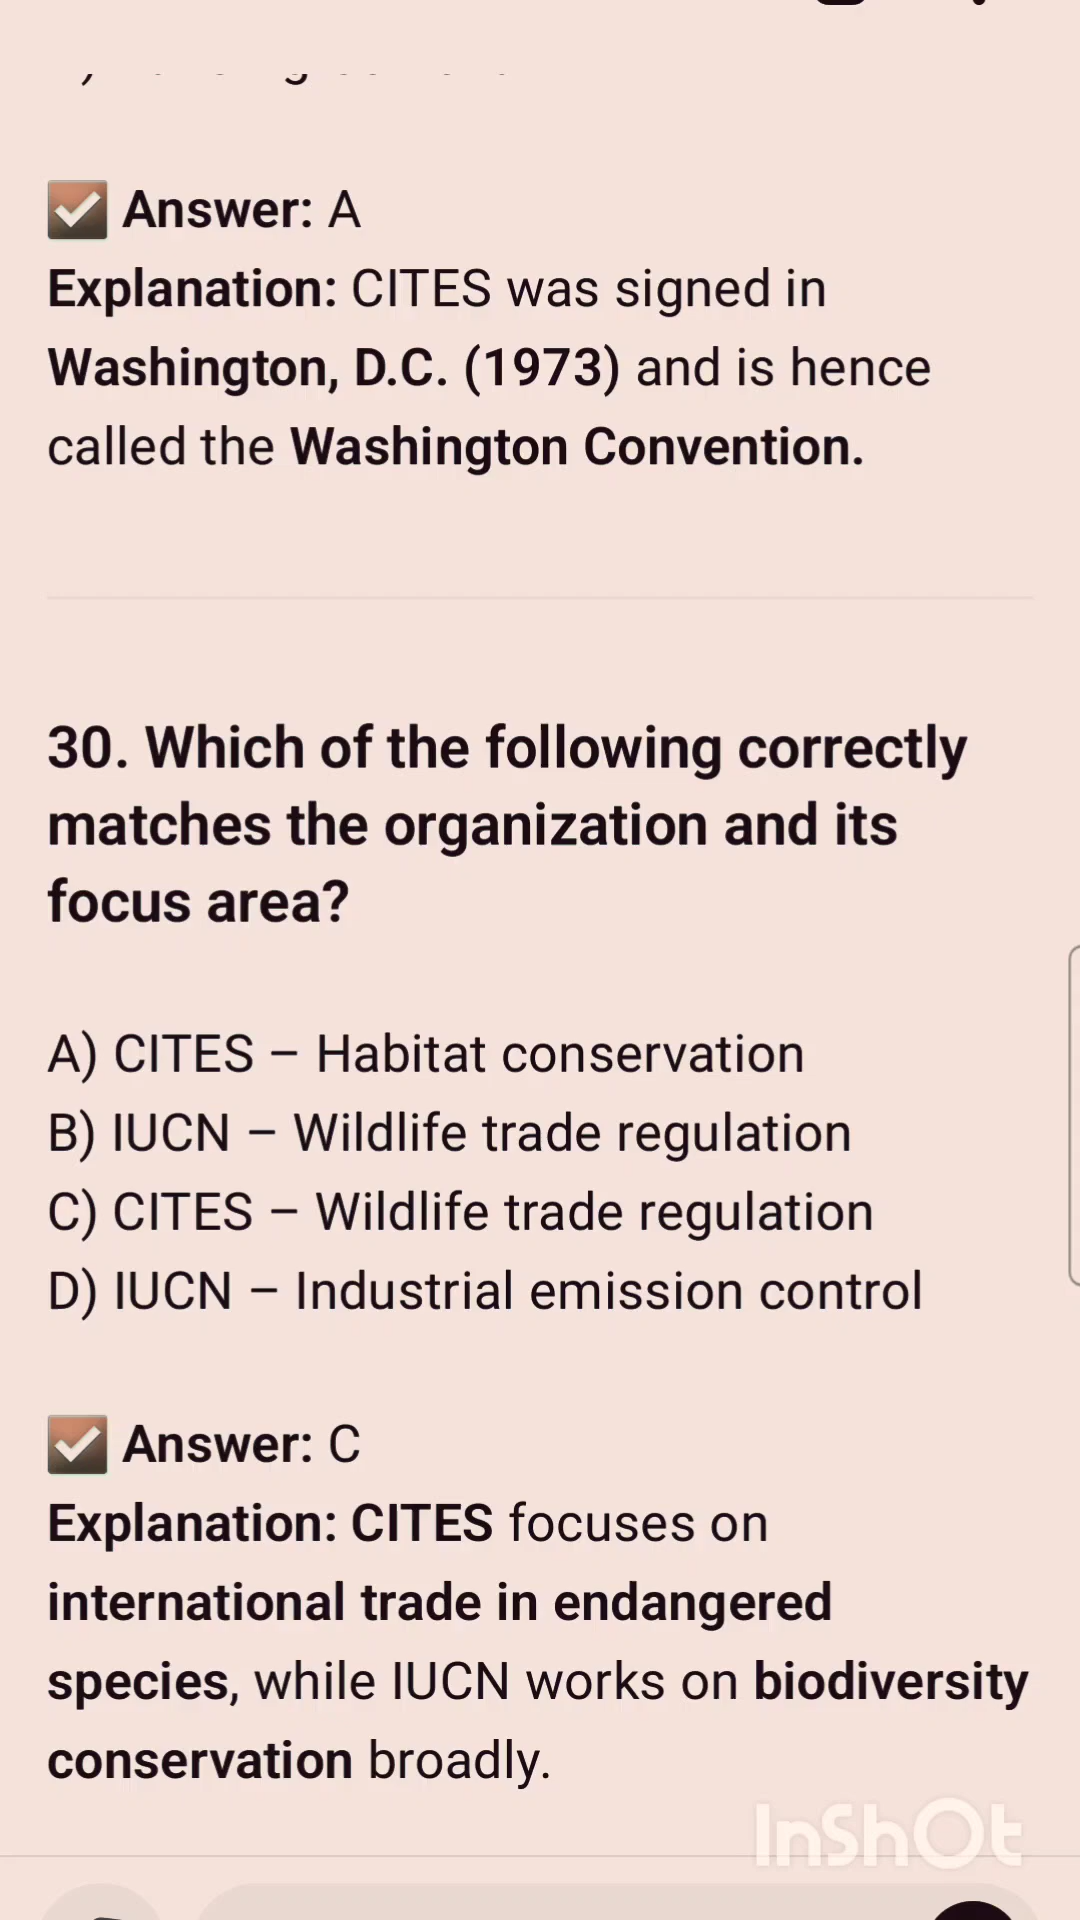 Answer: A
Explanation: CITES was signed in
Washington, D.C. (1973) and is hence
called the Washington Convention.
30. Which of the following correctly
matches the organization and its
focus area?
A) CITES – Habitat conservation
B) IUCN – Wildlife trade regulation
C) CITES – Wildlife trade regulation
D) IUCN – Industrial emission control
Answer: C
Explanation: CITES focuses on
international trade in endangered
species, while IUCN works on biodiversity
conservation broadly.
InShOt